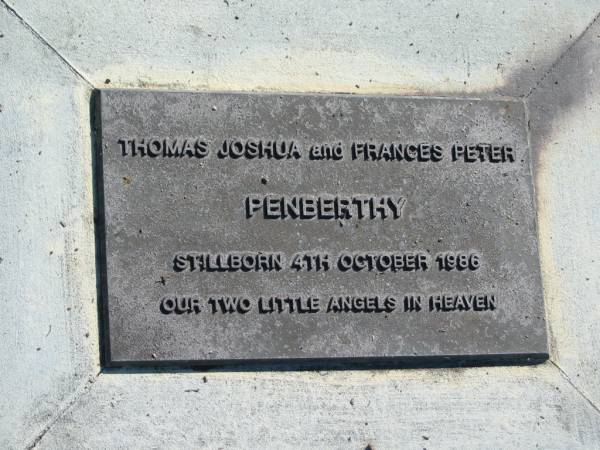 THOMAS JOSHUA and FRANCES PETER
PENBERTHY
STILLBORN 4TH OCTOBER 1986
OUR TWO LITTLE ANGELS IN HEAVEN